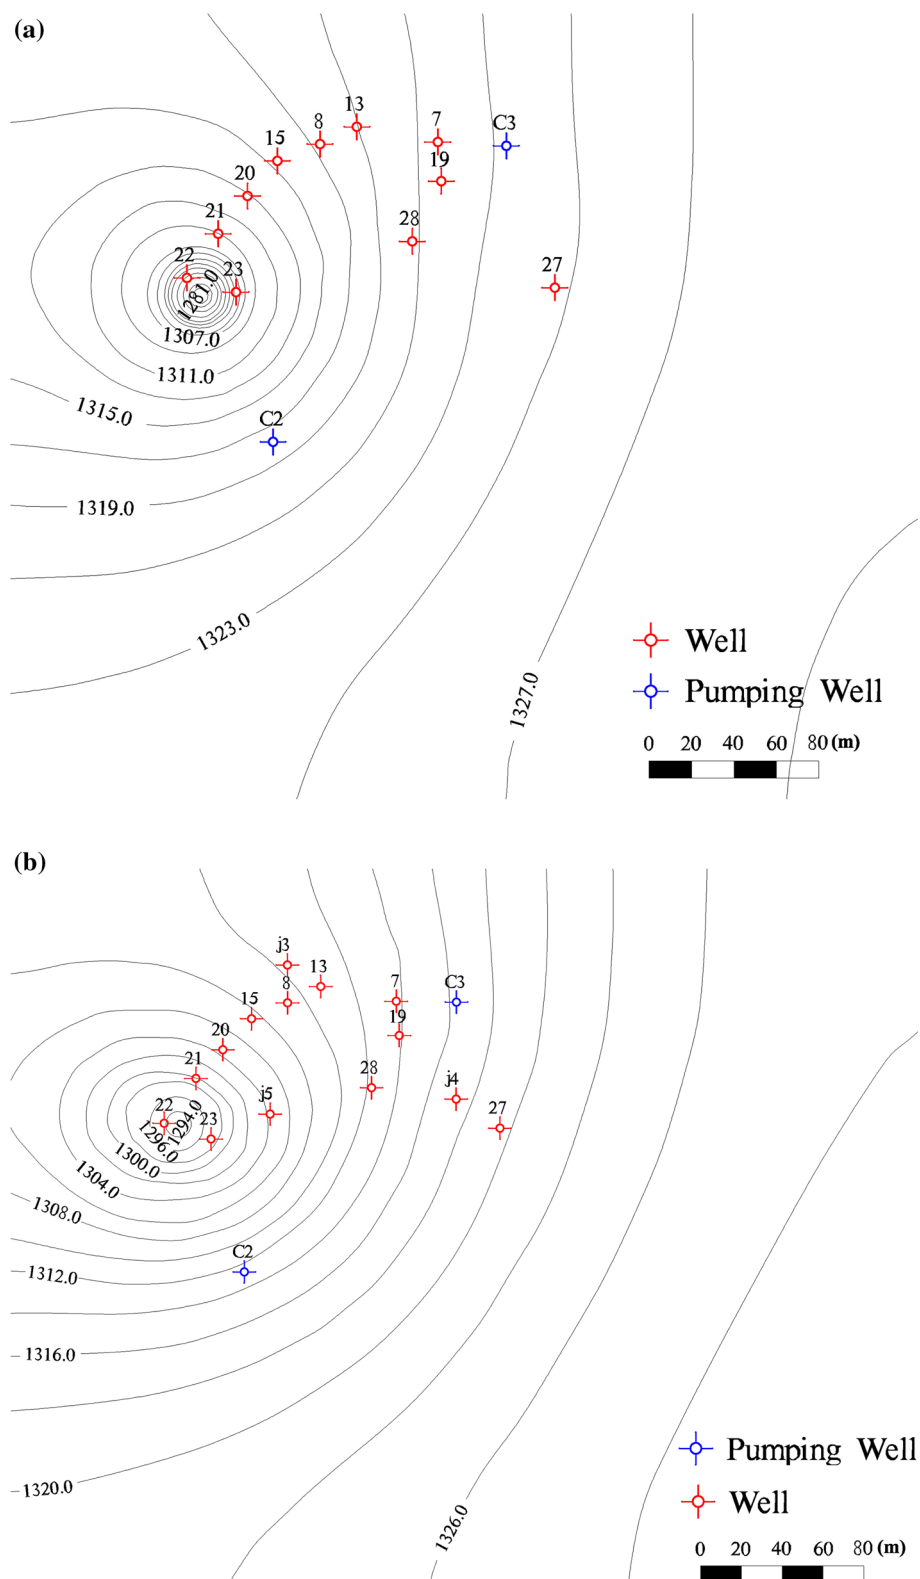 (a)
13
8
7
C3
15
19
20
21
28
22
23
27
1281.0
1307.0
1311.0
1315.0
C2
1319.0
1323.0
Well
1327.0
Pumping Well
0 20 40 60 80 (m)
(b)
j3
13
8
7
C3
15
19
20
21
28
j4
j5
22
23
27
1294.0
1296.0
1300.0
1304.0
1308.0
C2
1312.0
1316.0
Pumping Well
1320.0
Well
1326.0
0 20 40 60 80 (m)